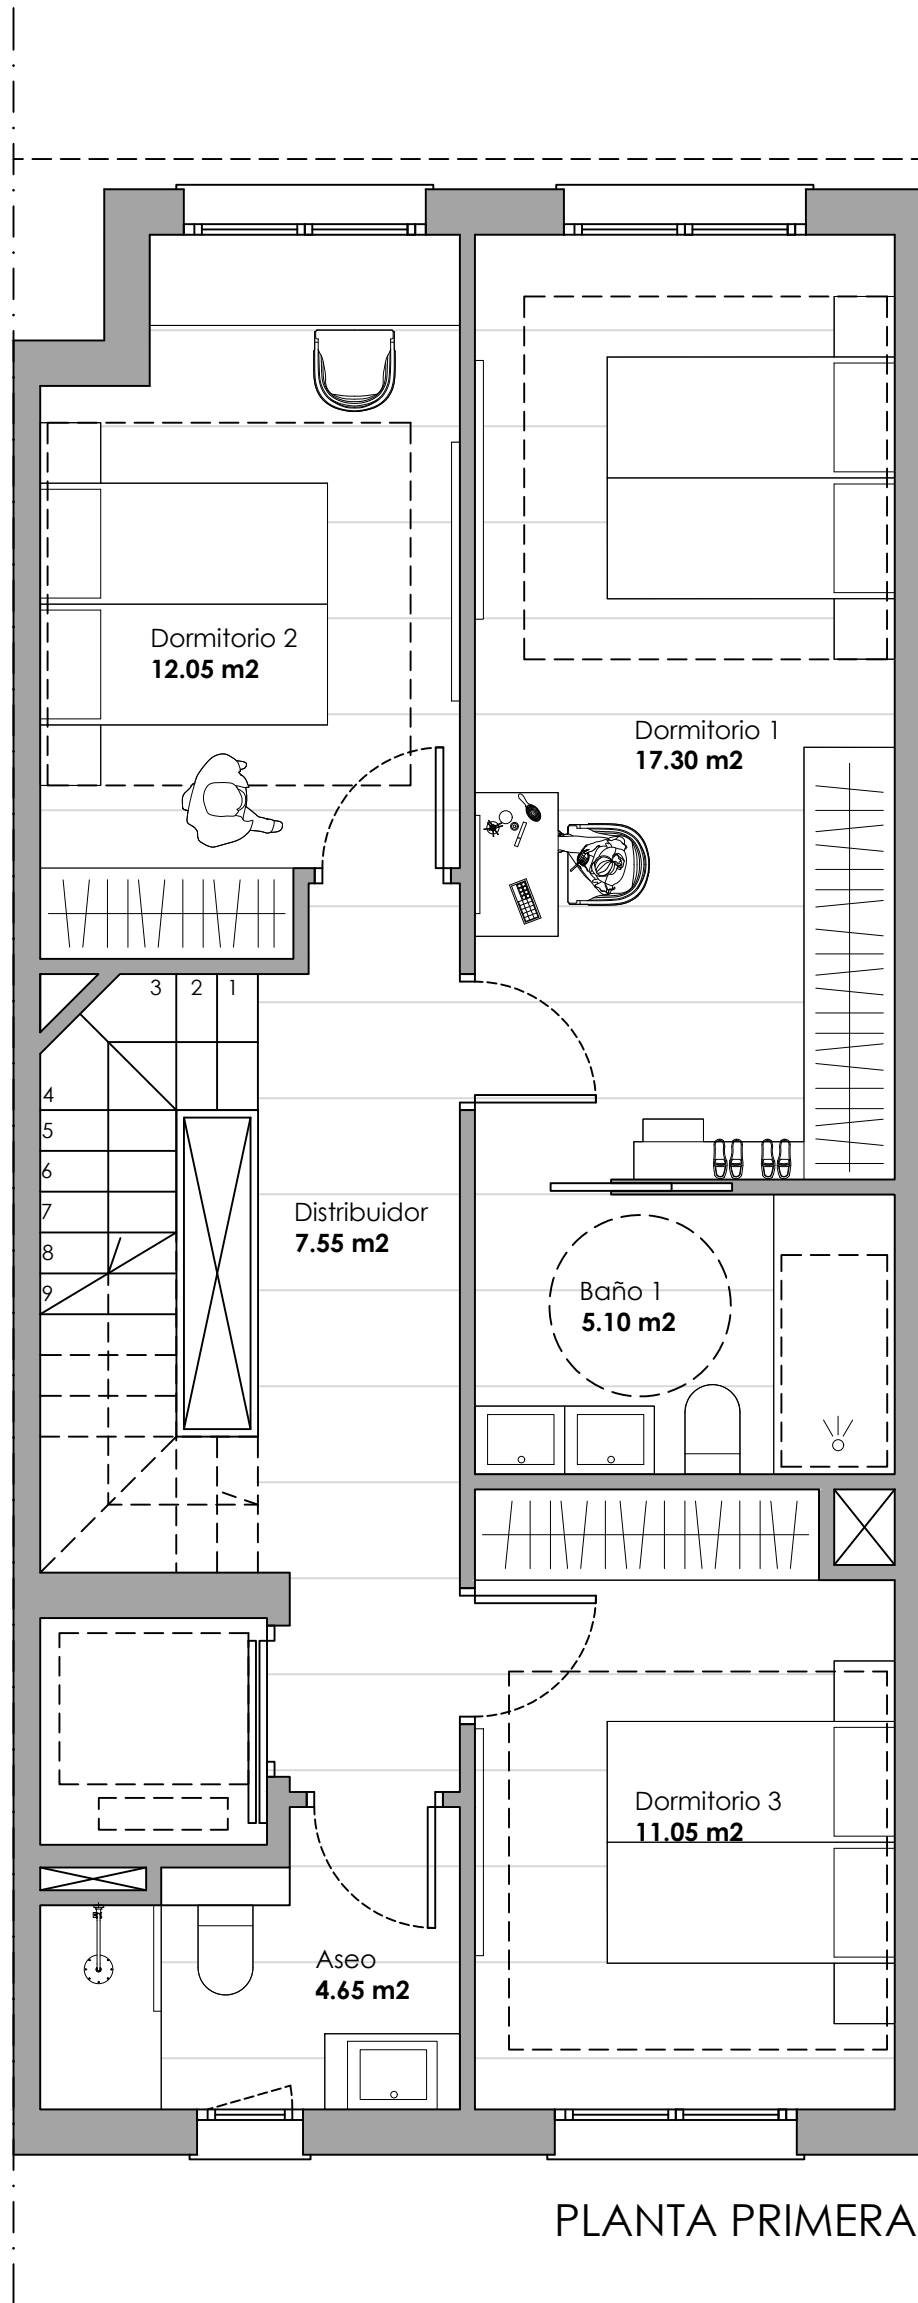 Dormitorio 2
12.05 m2
Dormitorio 1
17.30 m2
3 2 1
4
5
6
7
8
9
Distribuidor
7.55 m2
Baño 1
5.10 m2
Dormitorio 3
11.05 m2
Aseo
4.65 m2
PLANTA PRIMERA